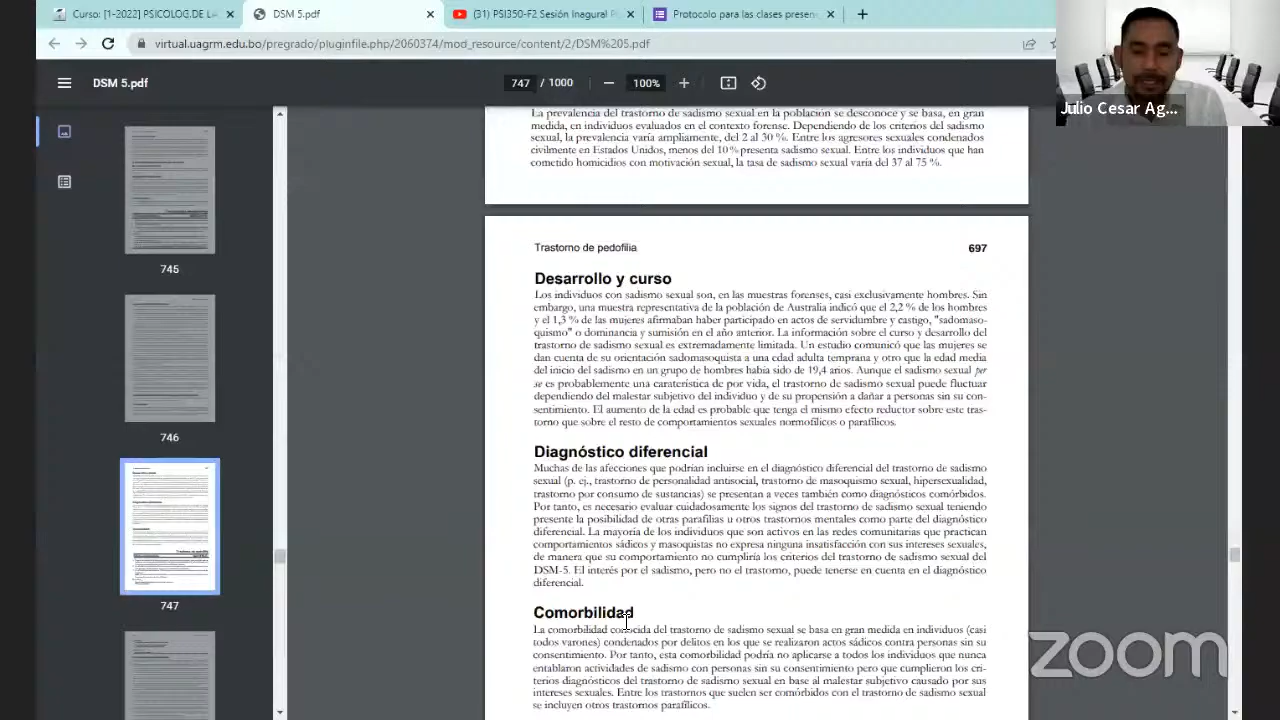 Curso: [1-2022] PSICOLOG.DE LA
DSM 5.pdf
(31) PSI350-F2 Sesión Inagural P
Protocolo para las clases presen
virtual.uagrm.edu.bo/pregrado/pluginfile.php/2060374/mod_resource/content/2/DSM%205.pdf
DSM 5.pdf
747 / 1000
100%
Julio Cesar Ag...
745
746
747
La prevalencia del trastorno de sadismo sexual en la población se desconoce y se basa, en gran
medida, en individuos evaluados en el contexto forense. Dependiendo de los criterios del sadismo
sexual, la prevalencia varía ampliamente, del 2 al 30 %. Entre los agresores sexuales condenados
civilmente en Estados Unidos, menos del 10 % presenta sadismo sexual. Entre los individuos que han
cometido homicidios con motivación sexual, la tasa de sadismo sexual varía del 37 al 75 %.
Trastorno de pedofilia 697
Desarrollo y curso
Los individuos con sadismo sexual son, en las muestras forenses, casi exclusivamente hombres. Sin
embargo, una muestra representativa de la población de Australia indicó que el 2,2 % de los hombres
y el 1,3 % de las mujeres afirmaban haber participado en actos de servidumbre y castigo, "sadomaso-
quismo" o dominancia y sumisión en el año anterior. La información sobre el curso y desarrollo del
trastorno de sadismo sexual es extremadamente limitada. Un estudio comunicó que las mujeres se
dan cuenta de su orientación sadomasoquista a una edad adulta temprana y otro que la edad media
del inicio del sadismo en un grupo de hombres había sido de 19,4 años. Aunque el sadismo sexual per
se es probablemente una caraterística de por vida, el trastorno de sadismo sexual puede fluctuar
dependiendo del malestar subjetivo del individuo y de su propensión a dañar a personas sin su con-
sentimiento. El aumento de la edad es probable que tenga el mismo efecto reductor sobre este tras-
torno que sobre el resto de comportamientos sexuales normofílicos o parafílicos.
Diagnóstico diferencial
Muchas de las afecciones que podrían incluirse en el diagnóstico diferencial del trastorno de sadismo
sexual (p. ej., trastorno de personalidad antisocial, trastorno de masoquismo sexual, hipersexualidad,
trastorno por consumo de sustancias) se presentan a veces también como diagnósticos comórbidos.
Por tanto, es necesario evaluar cuidadosamente los signos del trastorno de sadismo sexual teniendo
presente la posibilidad de otras parafilias u otros trastornos mentales como parte del diagnóstico
diferencial. La mayoría de los individuos que son activos en las redes comunitarias que practican
comportamientos sádicos y masoquistas no expresa ninguna insatisfacción con sus intereses sexuales,
de manera que su comportamiento no cumpliría los criterios del trastorno de sadismo sexual del
DSM-5. El interés por el sadismo, pero no el trastorno, puede tenerse en cuenta en el diagnóstico
diferencial.
Comorbilidad
La comorbilidad conocida del trastorno de sadismo sexual se basa en gran medida en individuos (casi
todos varones) condenados por delitos en los que se realizaron actos sádicos contra personas sin su
consentimiento. Por tanto, esta comorbilidad podría no aplicarse a todos los individuos que nunca
entablaron actividades de sadismo con personas sin su consentimiento pero que cumplieron los cri-
terios diagnósticos del trastorno de sadismo sexual en base al malestar subjetivo causado por sus
intereses sexuales. Entre los trastornos que suelen ser comórbidos con el trastorno de sadismo sexual
se incluyen otros trastornos parafílicos.
zoom